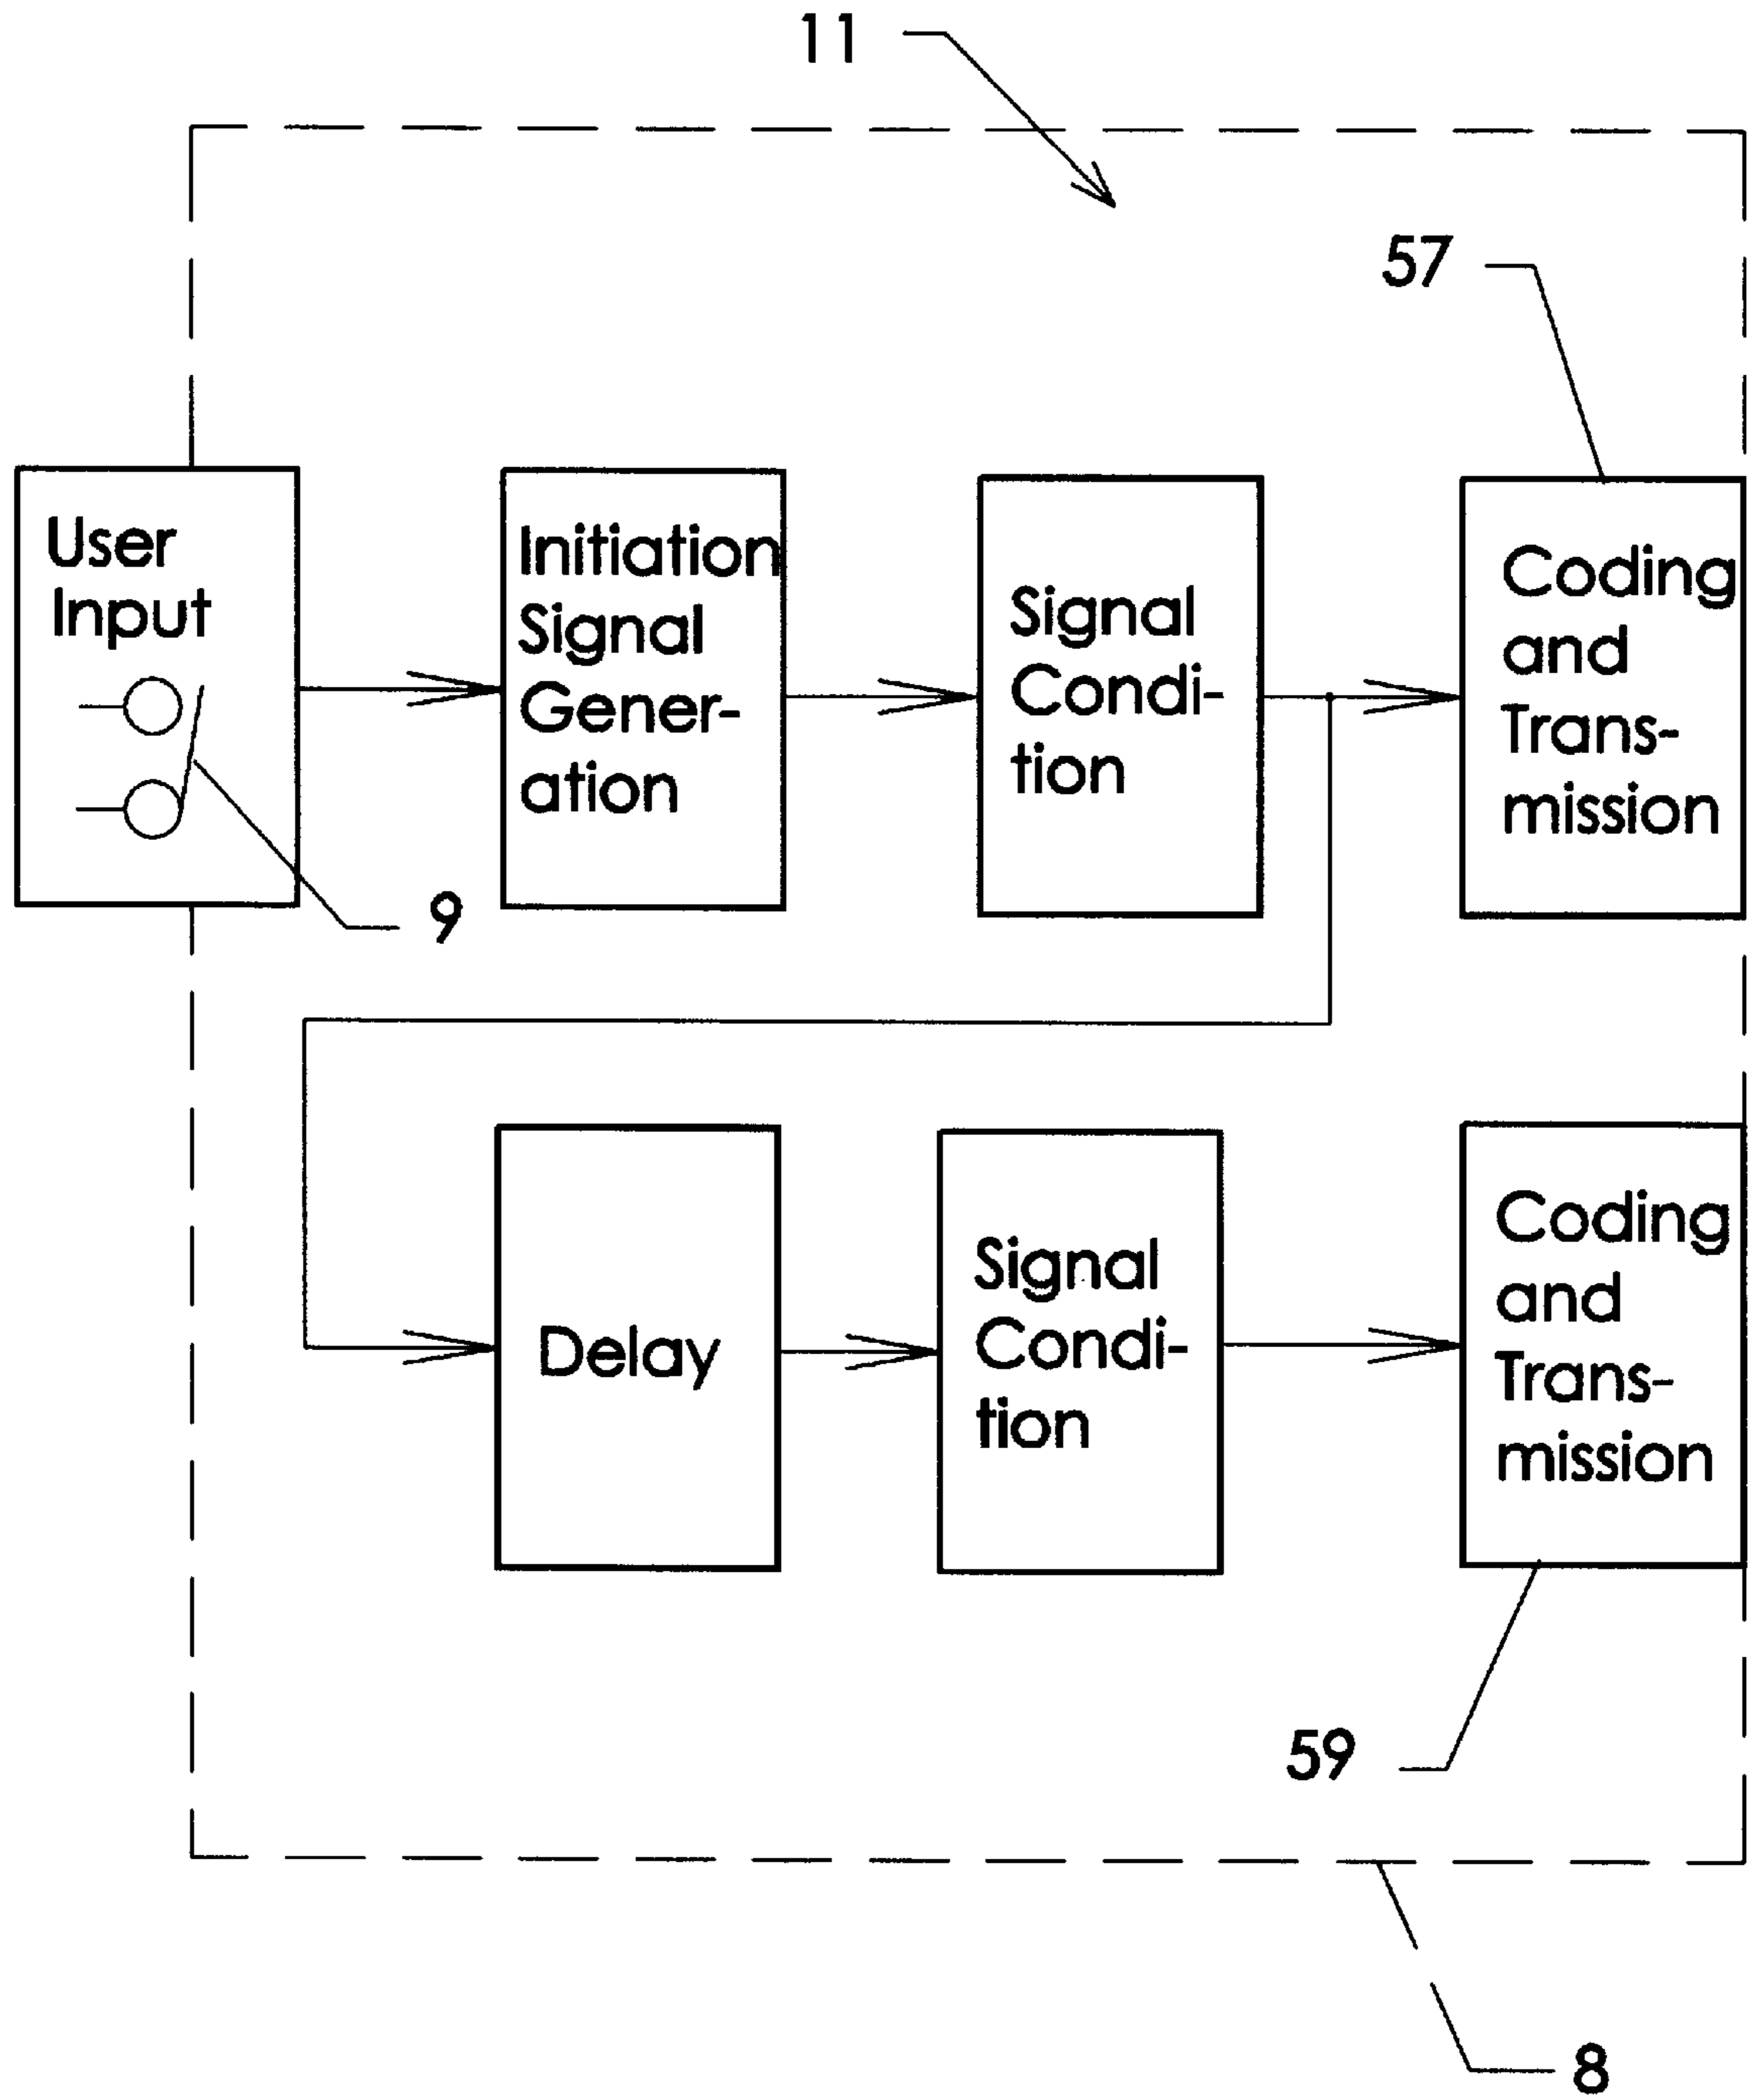 11
57
User
Input
9
Initiation
Signal
Gener-
ation
Signal
Condi-
tion
Coding
and
Trans-
mission
Delay
Signal
Condi-
tion
Coding
and
Trans-
mission
59
8